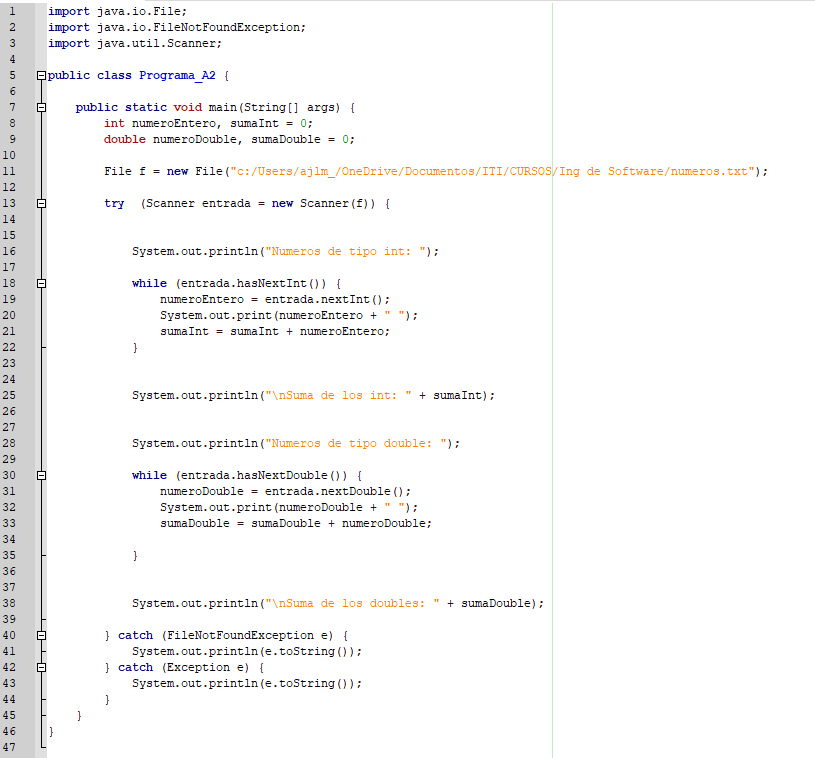 1 import java.io.File;
2 import java.io.FileNotFoundException;
3 import java.util.Scanner;
4
5 public class Programa_A2 {
6
7 public static void main(String[] args) {
8 int numeroEntero, sumaInt = 0;
9 double numeroDouble, sumaDouble = 0;
10
11 File f = new File("c:/Users/ajlm_/OneDrive/Documentos/ITI/CURSOS/Ing de Software/numeros.txt");
12
13 try  (Scanner entrada = new Scanner(f)) {
14
15
16 System.out.println("Numeros de tipo int: ");
17
18 while (entrada.hasNextInt()) {
19 numeroEntero = entrada.nextInt();
20 System.out.print(numeroEntero + " ");
21 sumaInt = sumaInt + numeroEntero;
22 }
23
24
25 System.out.println("\nSuma de los int: " + sumaInt);
26
27
28 System.out.println("Numeros de tipo double: ");
29
30 while (entrada.hasNextDouble()) {
31 numeroDouble = entrada.nextDouble();
32 System.out.print(numeroDouble + " ");
33 sumaDouble = sumaDouble + numeroDouble;
34
35 }
36
37
38 System.out.println("\nSuma de los doubles: " + sumaDouble);
39
40 } catch (FileNotFoundException e) {
41 System.out.println(e.toString());
42 } catch (Exception e) {
43 System.out.println(e.toString());
44 }
45 }
46 }
47